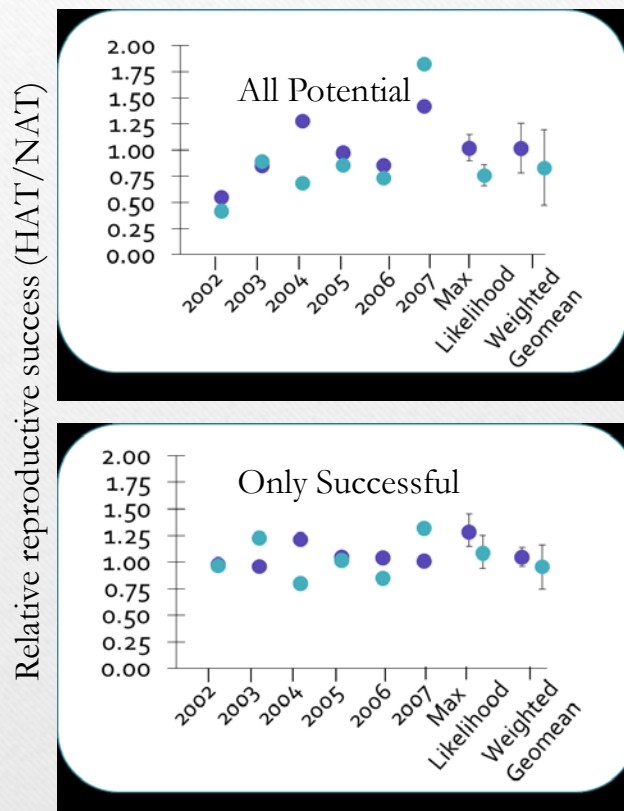 Relative reproductive success (HAT/NAT)
All Potential
2.00
1.75
1.50
1.25
1.00
0.75
0.50
0.25
0.00
2002
2003
2004
2005
2006
2007
Max
Likelihood
Weighted
Geomean
Only Successful
2.00
1.75
1.50
1.25
1.00
0.75
0.50
0.25
0.00
2002
2003
2004
2005
2006
2007
Max
Likelihood
Weighted
Geomean